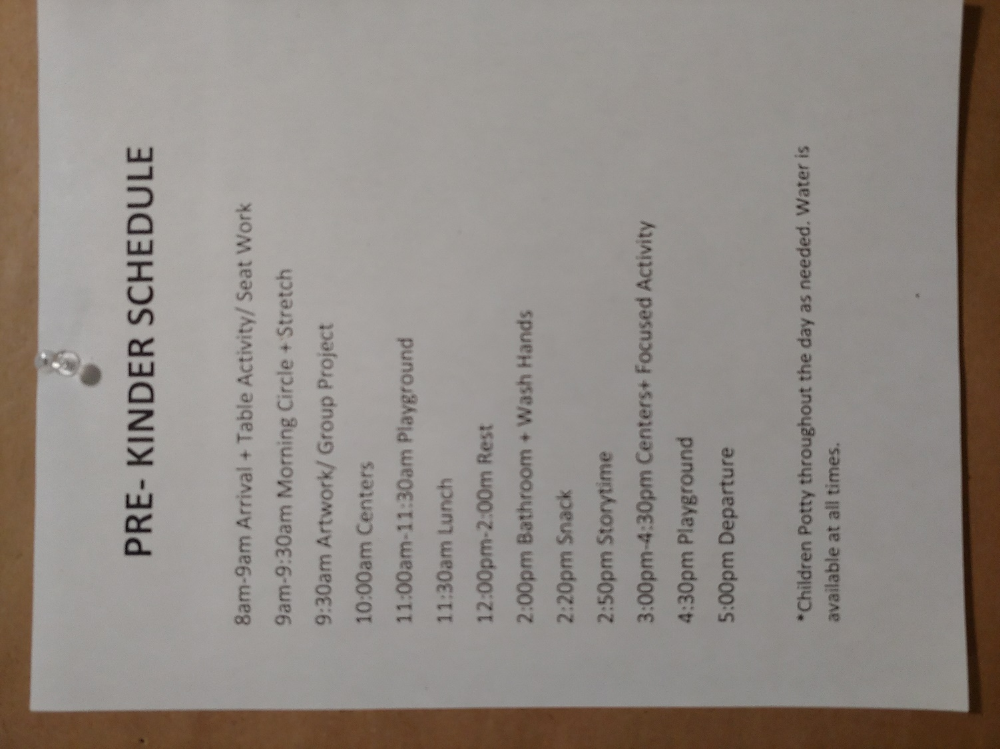 PRE- KINDER SCHEDULE
8am-9am Arrival + Table Activity/ Seat Work
9am-9:30am Morning Circle + Stretch
9:30am Artwork/ Group Project
10:00am Centers
11:00am-11:30am Playground
11:30am Lunch
12:00pm-2:00m Rest
2:00pm Bathroom + Wash Hands
2:20pm Snack
2:50pm Storytime
3:00pm-4:30pm Centers+ Focused Activity
4:30pm Playground
5:00pm Departure
*Children Potty throughout the day as needed. Water is
available at all times.